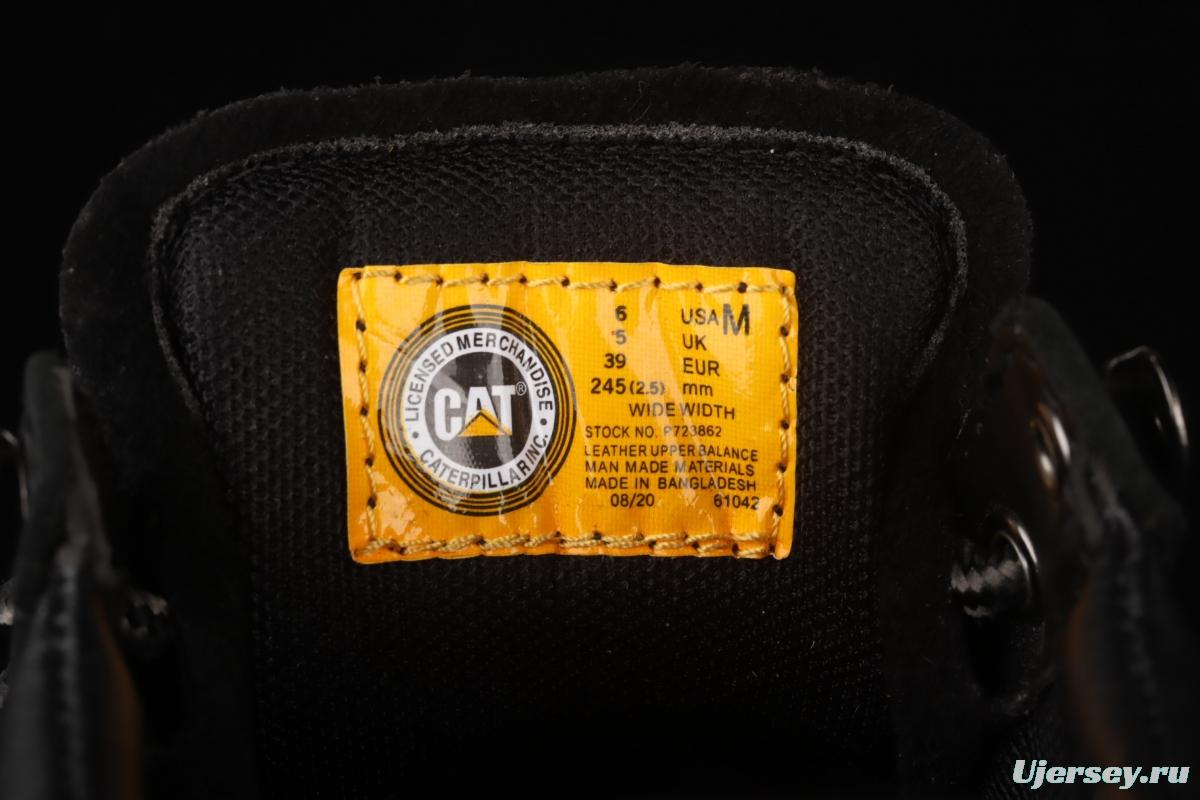 LICENSED MERCHANDISE
CAT®
CATERPILLAR INC.
6 USA M
5 UK
39 EUR
245 (2.5) mm
WIDE WIDTH
STOCK NO. P723862
LEATHER UPPER BALANCE
MAN MADE MATERIALS
MADE IN BANGLADESH
08/20 61042
Ujersey.ru